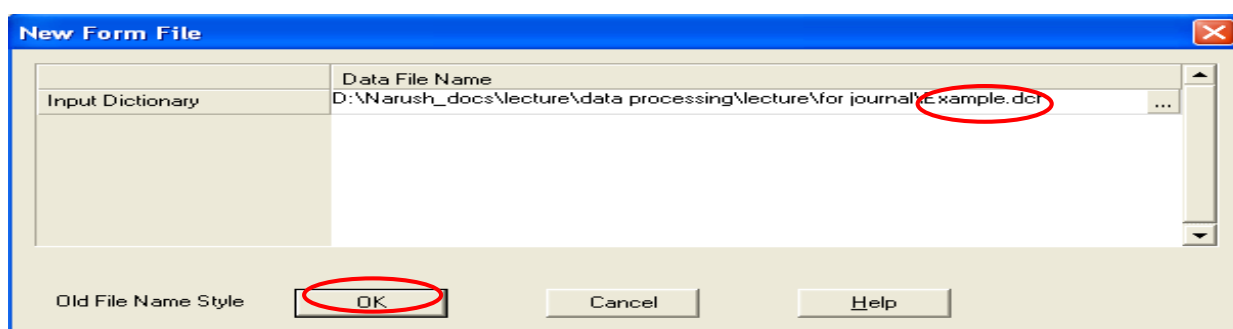 New Form File
Data File Name
Input Dictionary D:\Narush_docs\lecture\data processing\lecture\for journal\Example.dcf ...
Old File Name Style OK Cancel Help